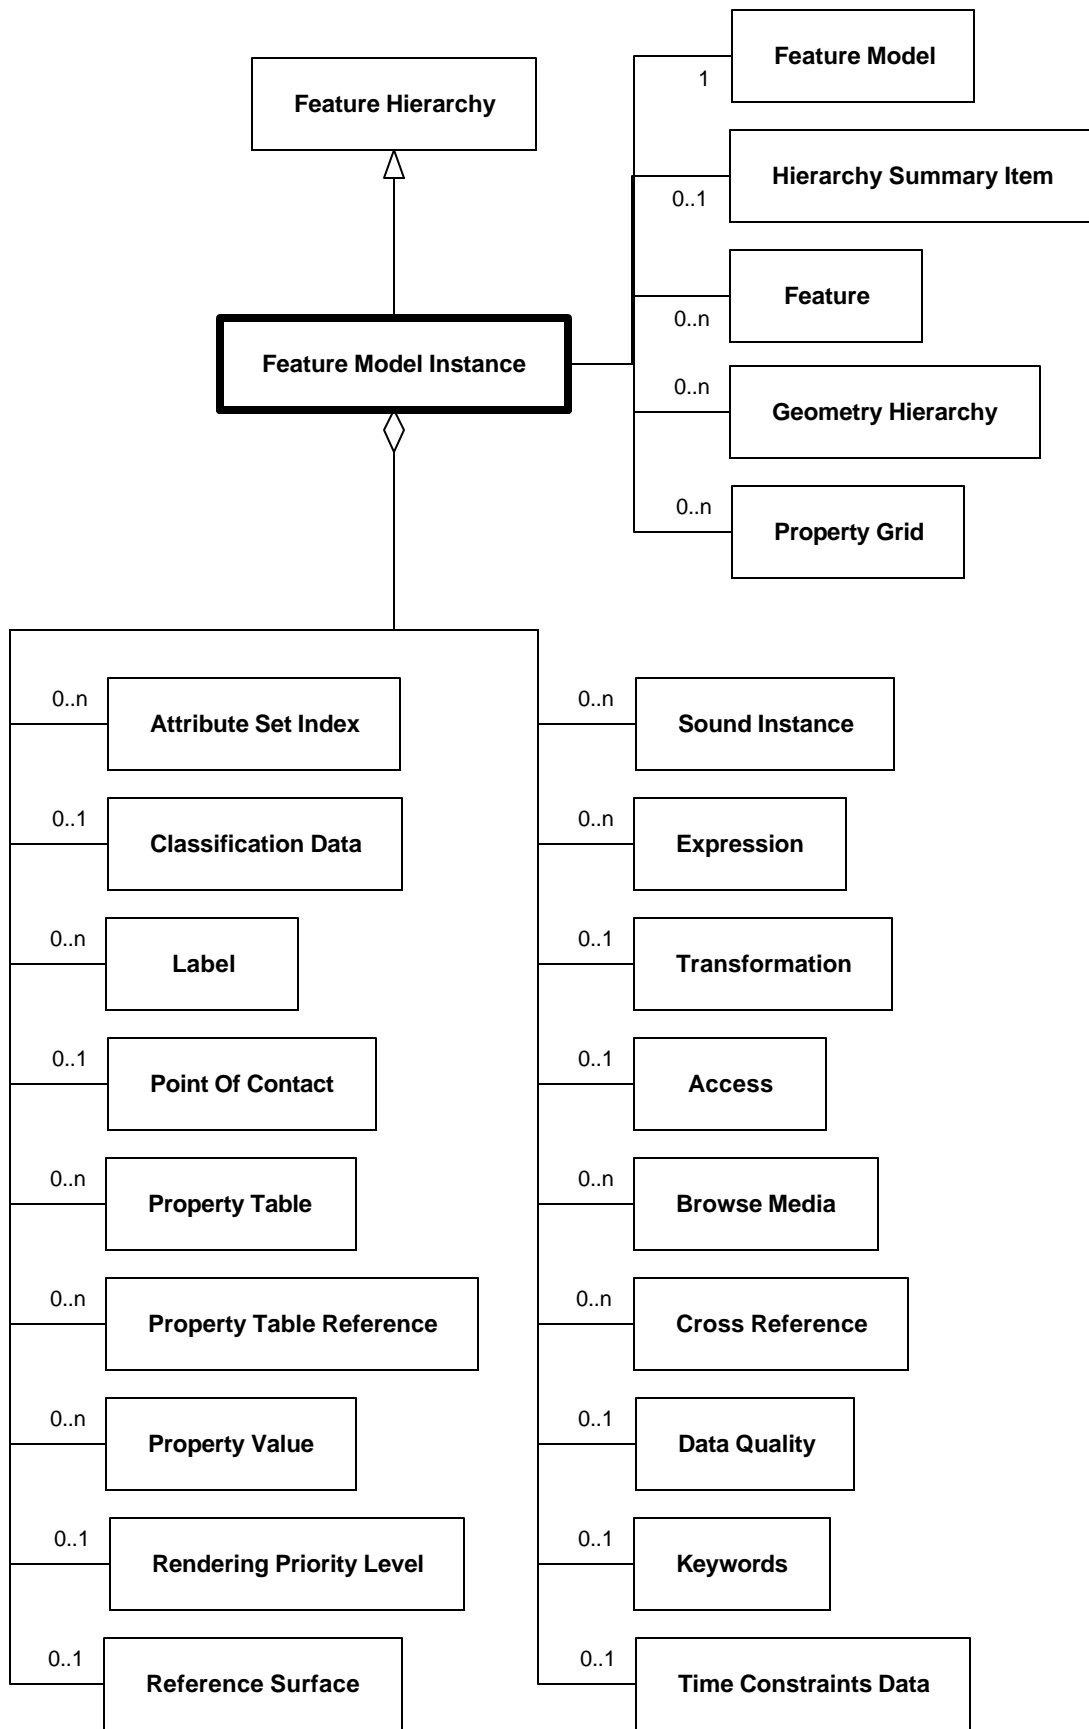 Feature Hierarchy
Feature Model Instance
1
Feature Model
0..1
Hierarchy Summary Item
0..n
Feature
0..n
Geometry Hierarchy
0..n
Property Grid
0..n
Attribute Set Index
0..1
Classification Data
0..n
Label
0..1
Point Of Contact
0..n
Property Table
0..n
Property Table Reference
0..n
Property Value
0..1
Rendering Priority Level
0..1
Reference Surface
0..n
Sound Instance
0..n
Expression
0..1
Transformation
0..1
Access
0..n
Browse Media
0..n
Cross Reference
0..1
Data Quality
0..1
Keywords
0..1
Time Constraints Data